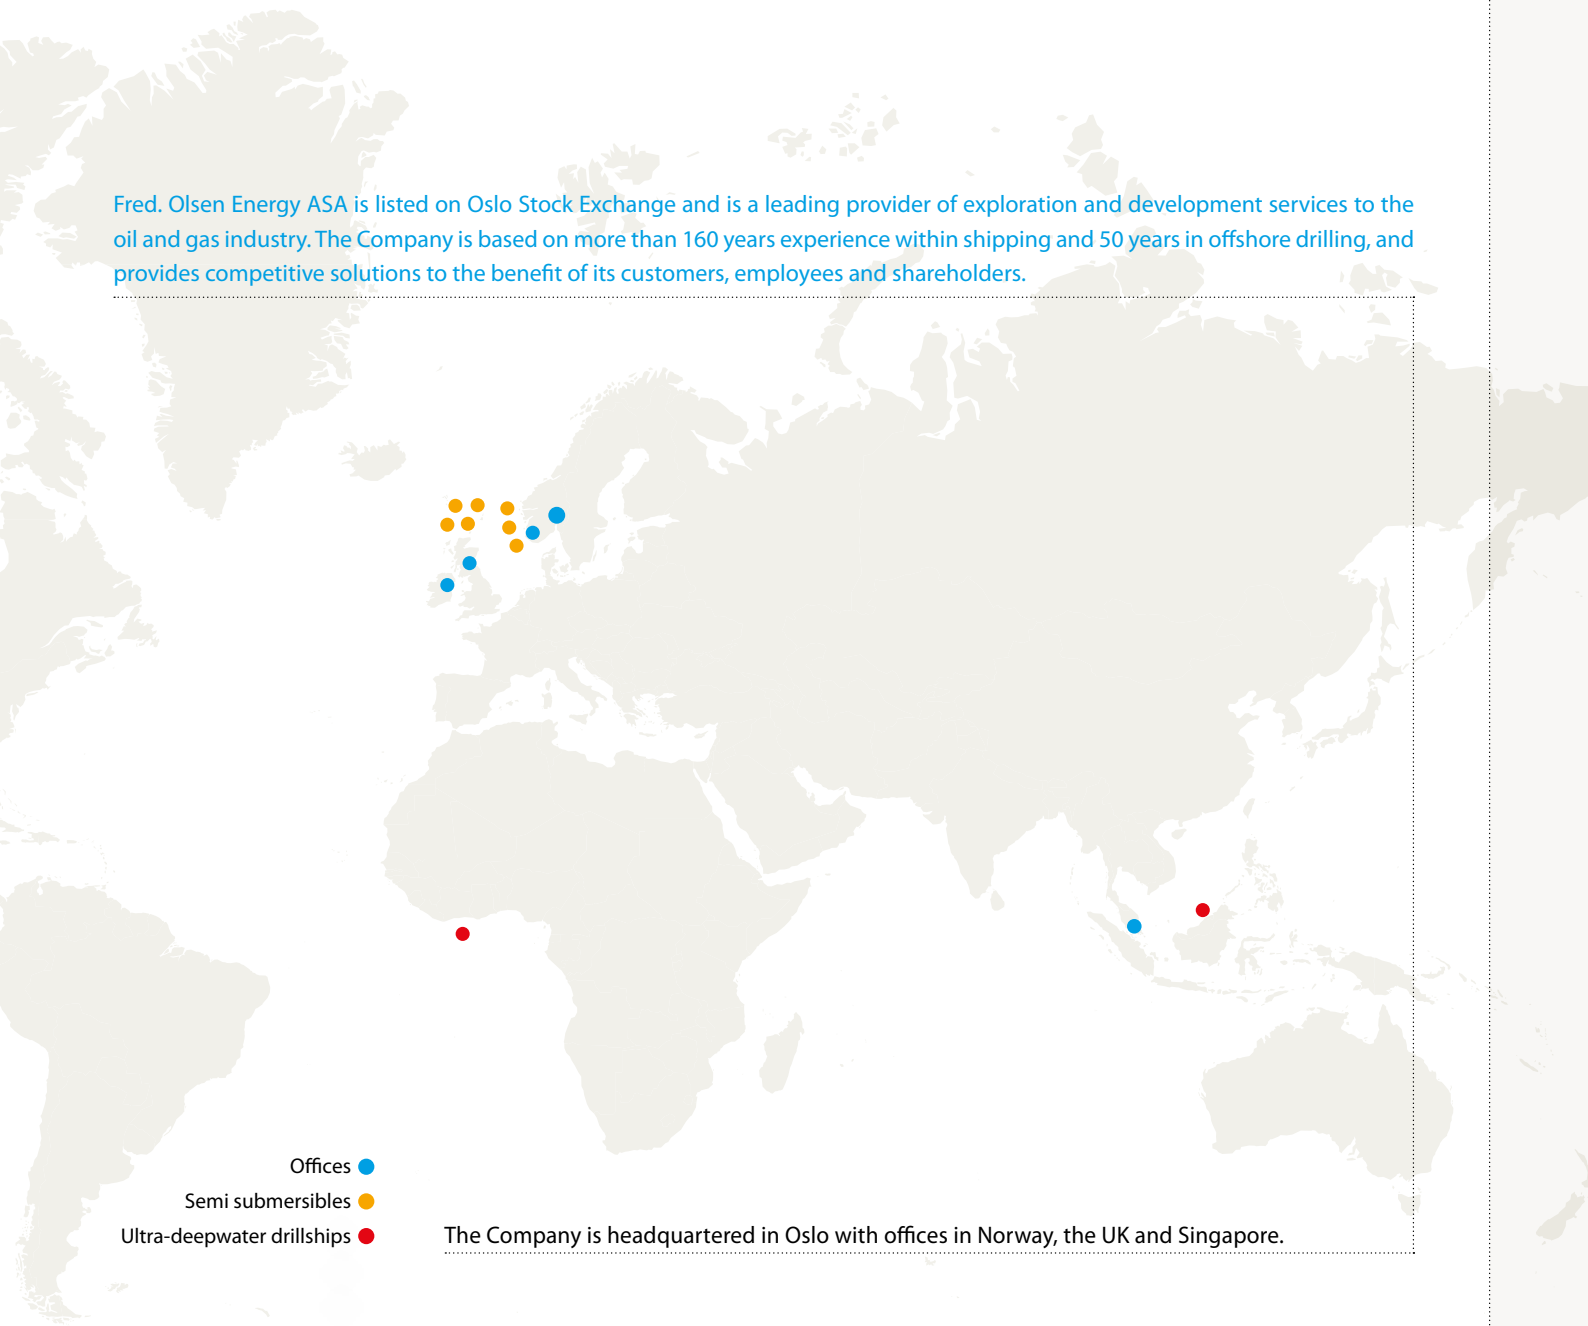 Fred. Olsen Energy ASA is listed on Oslo Stock Exchange and is a leading provider of exploration and development services to the
oil and gas industry. The Company is based on more than 160 years experience within shipping and 50 years in offshore drilling, and
provides competitive solutions to the benefit of its customers, employees and shareholders.
Offices
Semi submersibles
Ultra-deepwater drillships
The Company is headquartered in Oslo with offices in Norway, the UK and Singapore.